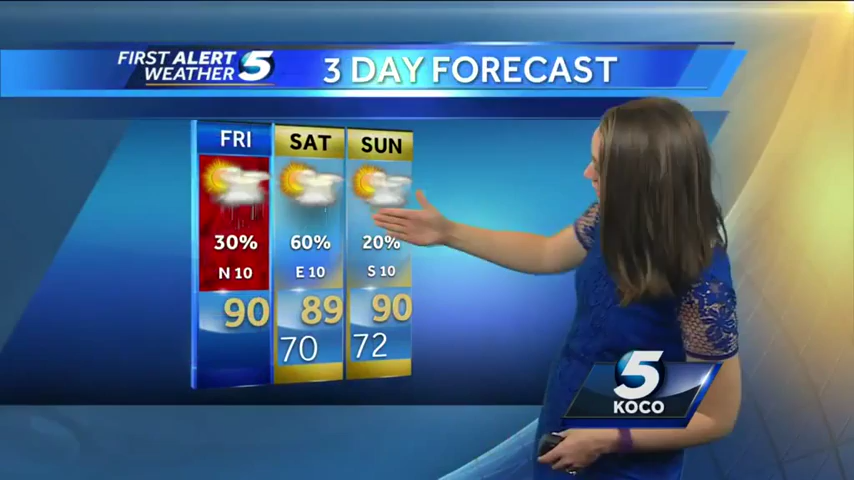 FIRST ALERT
WEATHER 5
3 DAY FORECAST
FRI
SAT
SUN
30%
60%
20%
N 10
E 10
S 10
90
89
90
70
72
5
KOCO